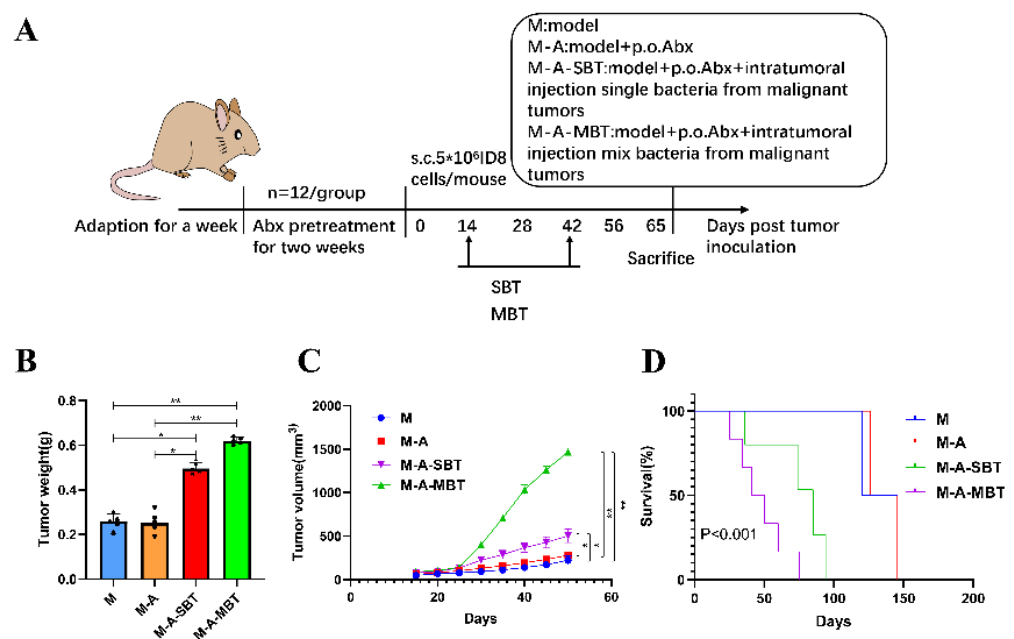 A
M:model
M-A:model+p.o.Abx
M-A-SBT:model+p.o.Abx+intratumoral
injection single bacteria from malignant
tumors
M-A-MBT:model+p.o.Abx+intratumoral
injection mix bacteria from malignant
tumors
s.c.5*10⁶ID8
cells/mouse
n=12/group
Adaption for a week
Abx pretreatment
for two weeks
0 14 28 42 56 65
Days post tumor
inoculation
Sacrifice
SBT
MBT
B
Tumor weight(g)
0.8
0.6
0.4
0.2
0.0
**
**
*
*
M
M-A
M-A-SBT
M-A-MBT
C
Tumor volume(mm³)
2000
1500
1000
500
0
M
M-A
M-A-SBT
M-A-MBT
*
*
**
**
0 20 40 60
Days
D
Survival(%)
100
50
0
P<0.001
M
M-A
M-A-SBT
M-A-MBT
0 50 100 150 200
Days